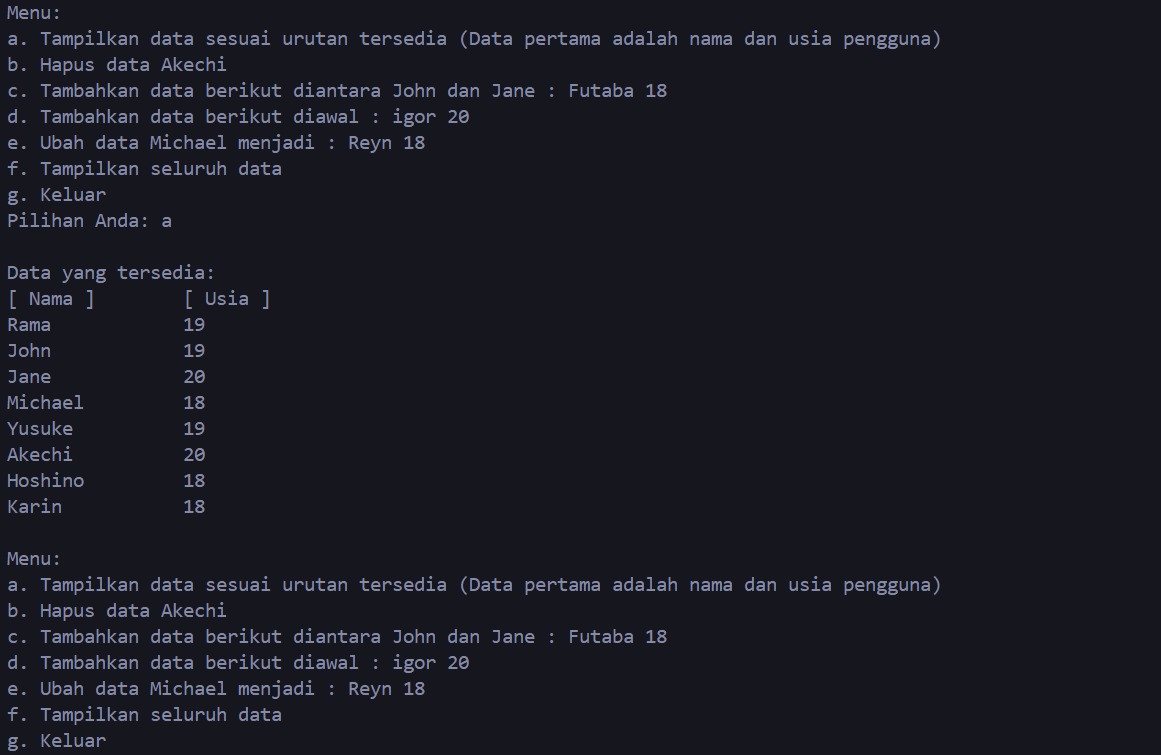 Menu:
a. Tampilkan data sesuai urutan tersedia (Data pertama adalah nama dan usia pengguna)
b. Hapus data Akechi
c. Tambahkan data berikut diantara John dan Jane : Futaba 18
d. Tambahkan data berikut diawal : igor 20
e. Ubah data Michael menjadi : Reyn 18
f. Tampilkan seluruh data
g. Keluar
Pilihan Anda: a
Data yang tersedia:
[ Nama ] [ Usia ]
Rama 19
John 19
Jane 20
Michael 18
Yusuke 19
Akechi 20
Hoshino 18
Karin 18
Menu:
a. Tampilkan data sesuai urutan tersedia (Data pertama adalah nama dan usia pengguna)
b. Hapus data Akechi
c. Tambahkan data berikut diantara John dan Jane : Futaba 18
d. Tambahkan data berikut diawal : igor 20
e. Ubah data Michael menjadi : Reyn 18
f. Tampilkan seluruh data
g. Keluar